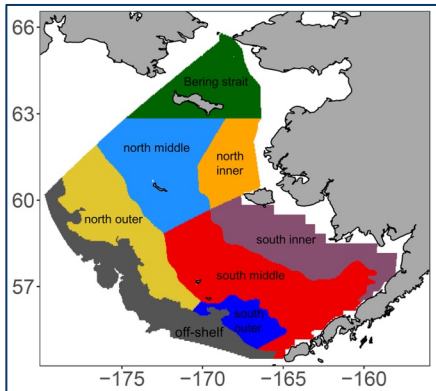 66
63
60
57
Bering strait
north middle
north
inner
north outer
south inner
south middle
south
outer
off-shelf
−175
−170
−165
−160